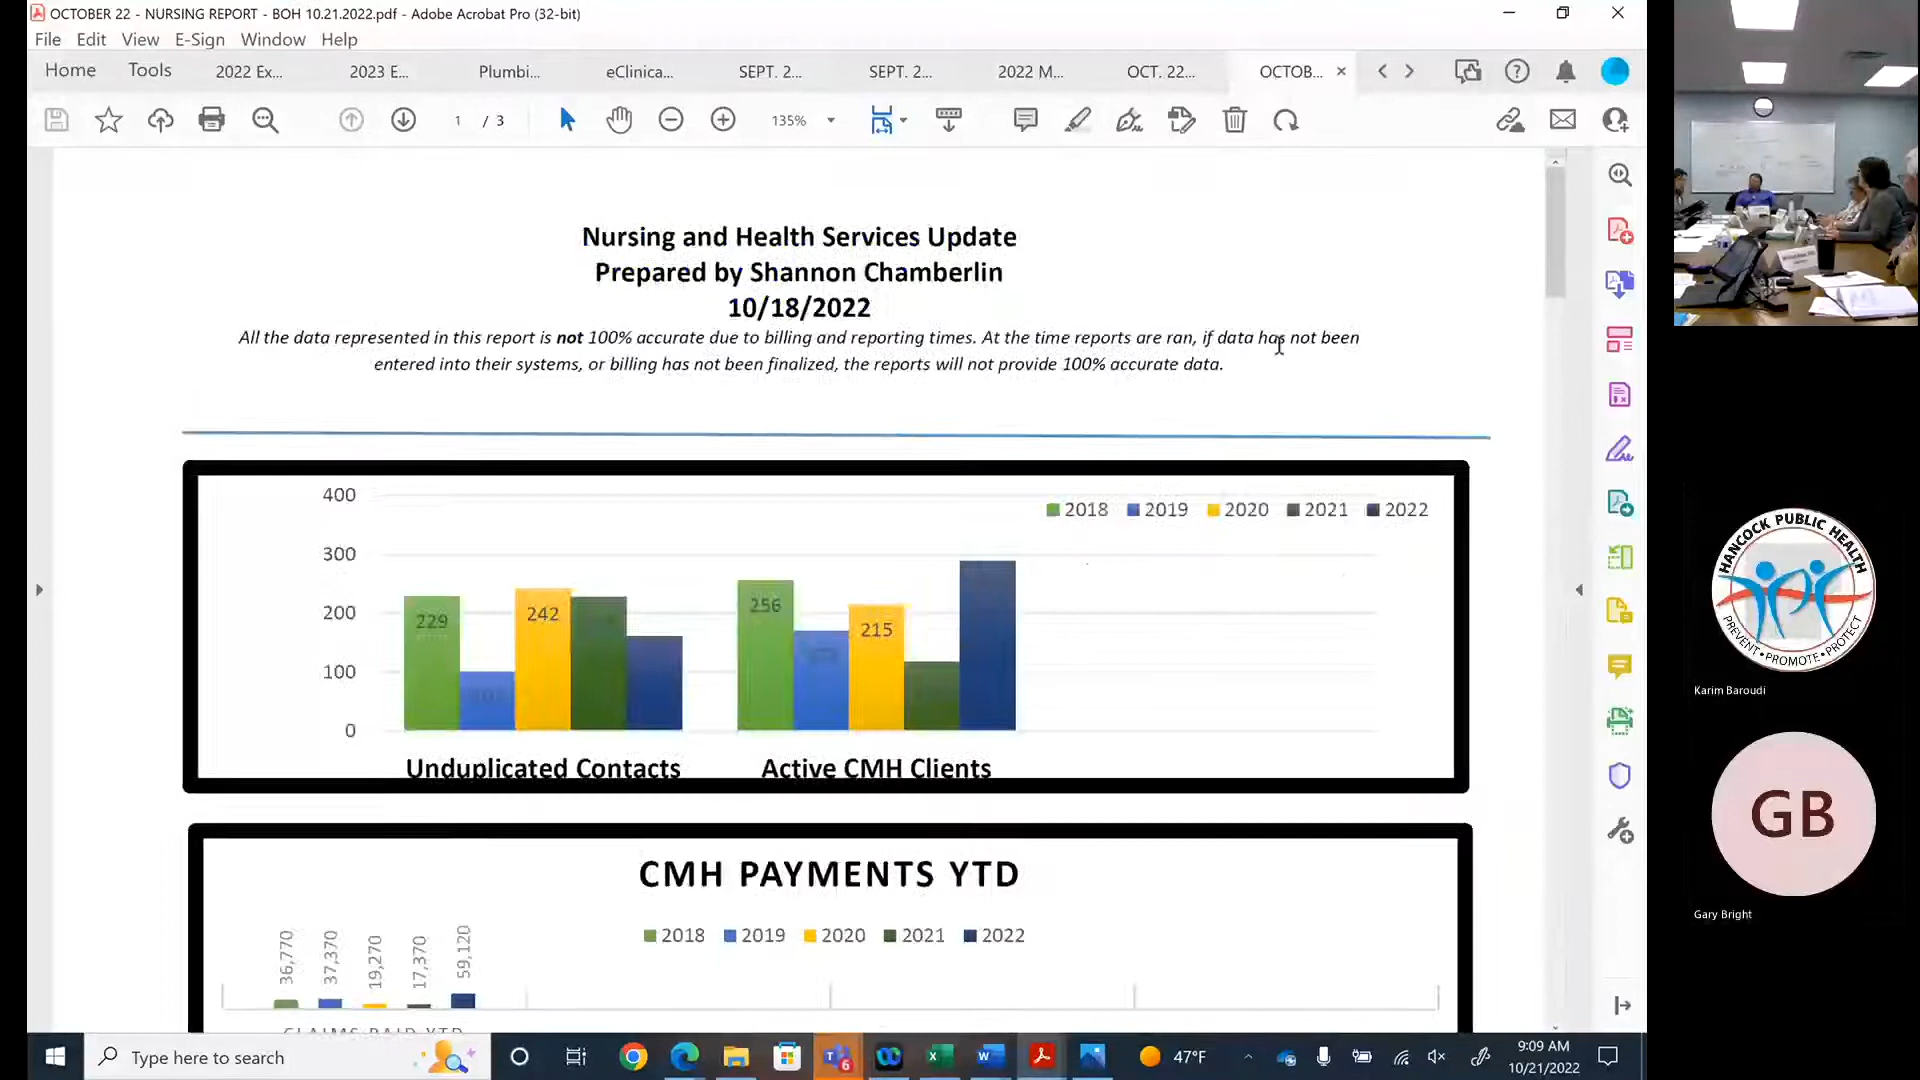 OCTOBER 22 - NURSING REPORT - BOH 10.21.2022.pdf - Adobe Acrobat Pro (32-bit)
File Edit View E-Sign Window Help
Home Tools 2022 Ex... 2023 E... Plumbi... eClinica... SEPT. 2... SEPT. 2... 2022 M... OCT. 22... OCTOB...
1 / 3 135%
Nursing and Health Services Update
Prepared by Shannon Chamberlin
10/18/2022
All the data represented in this report is not 100% accurate due to billing and reporting times. At the time reports are ran, if data has not been
entered into their systems, or billing has not been finalized, the reports will not provide 100% accurate data.
400
2018 2019 2020 2021 2022
300
200
100
0
229
242
256
215
Unduplicated Contacts Active CMH Clients
CMH PAYMENTS YTD
2018 2019 2020 2021 2022
36,770
37,370
19,270
17,370
59,120
CLAIMS PAID YTD
HANCOCK PUBLIC HEALTH
PREVENT • PROMOTE • PROTECT
Karim Baroudi
GB
Gary Bright
Type here to search
6
47°F
9:09 AM
10/21/2022